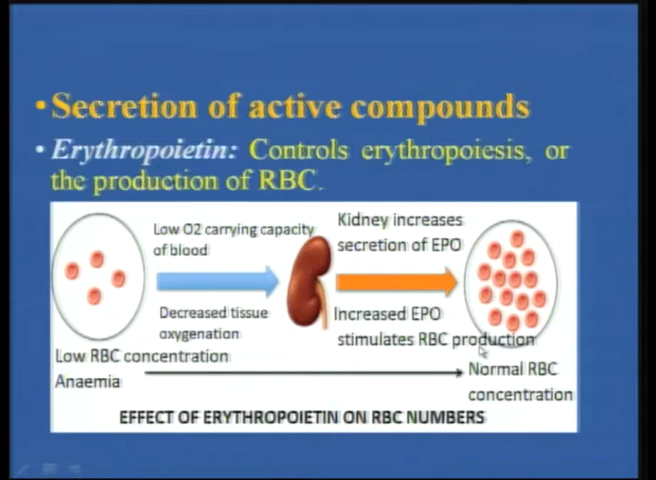 •Secretion of active compounds
• Erythropoietin: Controls erythropoiesis, or
the production of RBC.
Low O2 carrying capacity
of blood
Kidney increases
secretion of EPO
Decreased tissue
oxygenation
Increased EPO
stimulates RBC production
Low RBC concentration
Anaemia
Normal RBC
concentration
EFFECT OF ERYTHROPOIETIN ON RBC NUMBERS